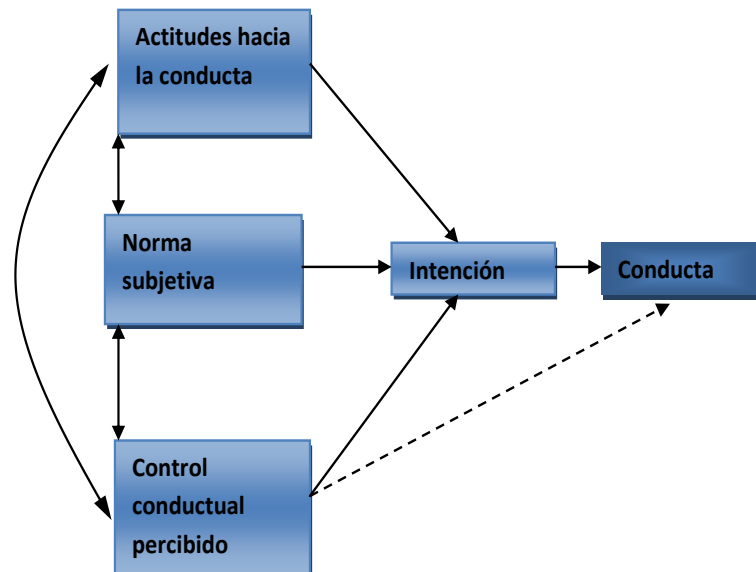 Actitudes hacia
la conducta
Norma
subjetiva
Intención
Conducta
Control
conductual
percibido